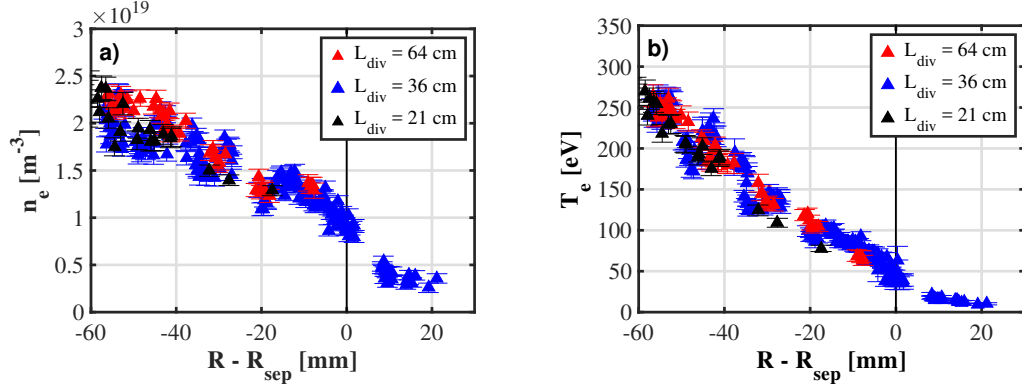 ×10^19
a)
L_div = 64 cm
L_div = 36 cm
L_div = 21 cm
n_e [m^-3]
3
2.5
2
1.5
1
0.5
0
-60 -40 -20 0 20
R - R_sep [mm]
b)
L_div = 64 cm
L_div = 36 cm
L_div = 21 cm
T_e [eV]
350
300
250
200
150
100
50
0
-60 -40 -20 0 20
R - R_sep [mm]